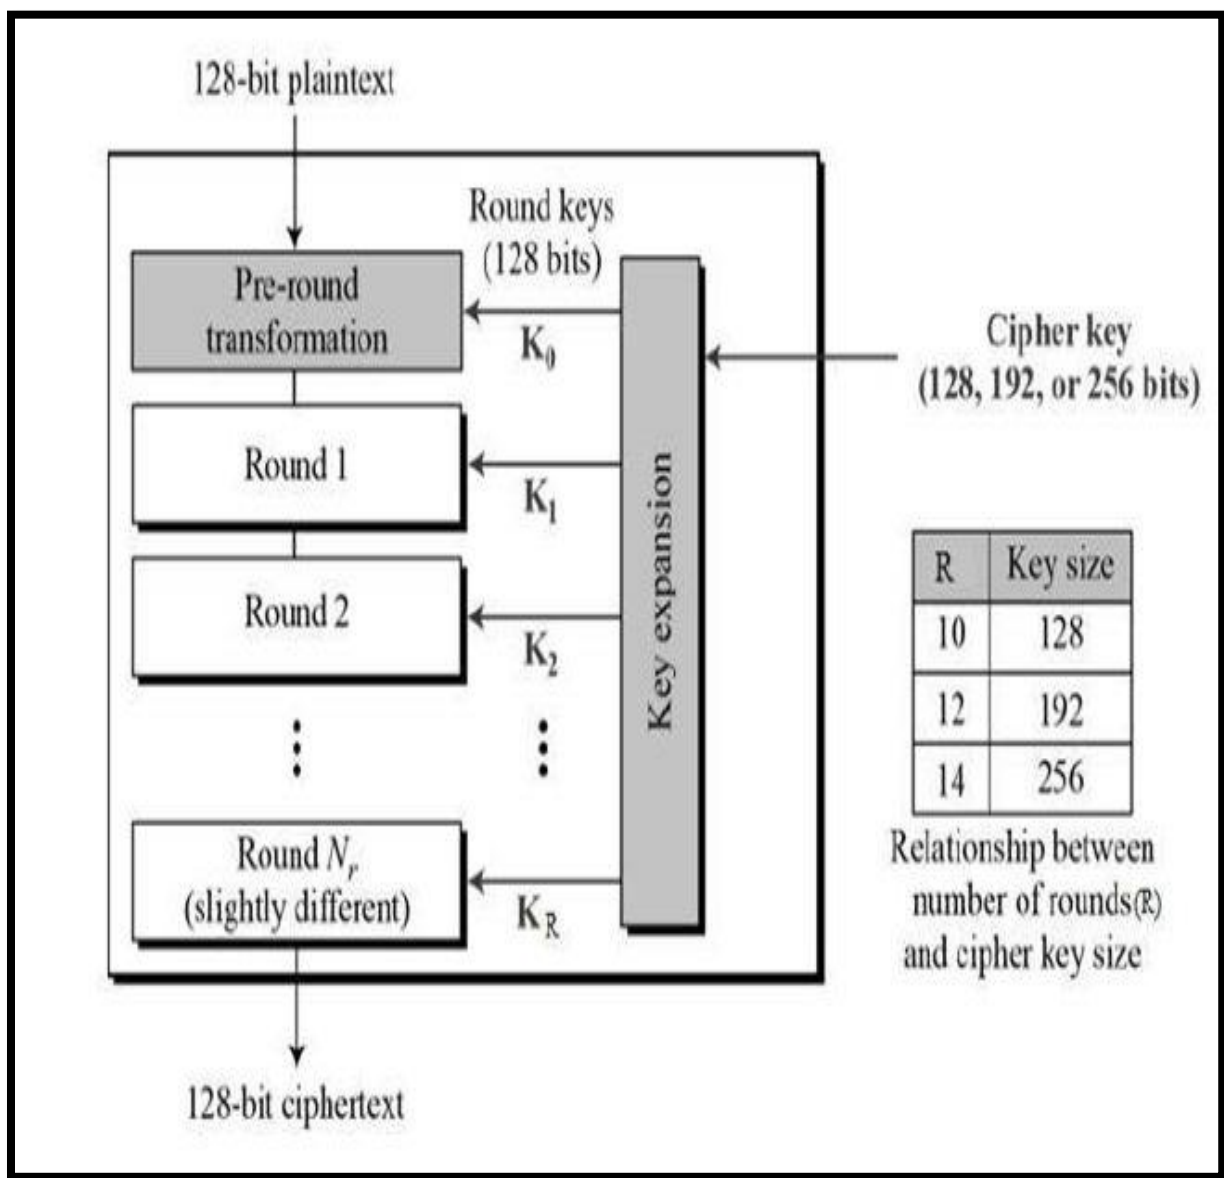 128-bit plaintext
Round keys
(128 bits)
Pre-round
transformation
K0
Cipher key
(128, 192, or 256 bits)
Round 1
K1
Key expansion
Round 2
K2
R Key size
10 128
12 192
14 256
Round Nr
(slightly different)
KR
Relationship between
number of rounds(R)
and cipher key size
128-bit ciphertext